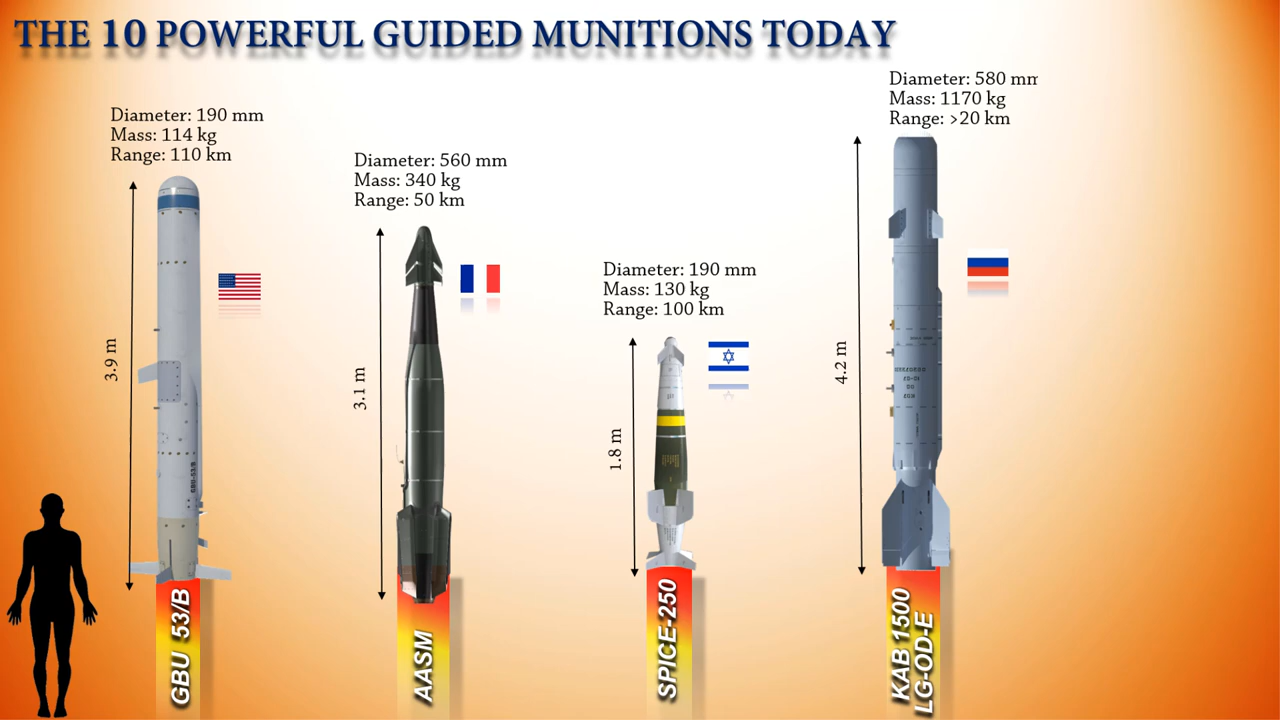 THE 10 POWERFUL GUIDED MUNITIONS TODAY
Diameter: 190 mm
Mass: 114 kg
Range: 110 km
3.9 m
GBU-53/B
GBU 53/B
Diameter: 560 mm
Mass: 340 kg
Range: 50 km
3.1 m
AASM
Diameter: 190 mm
Mass: 130 kg
Range: 100 km
1.8 m
SPICE-250
Diameter: 580 mm
Mass: 1170 kg
Range: >20 km
4.2 m
KAB 1500
LG-OD-E